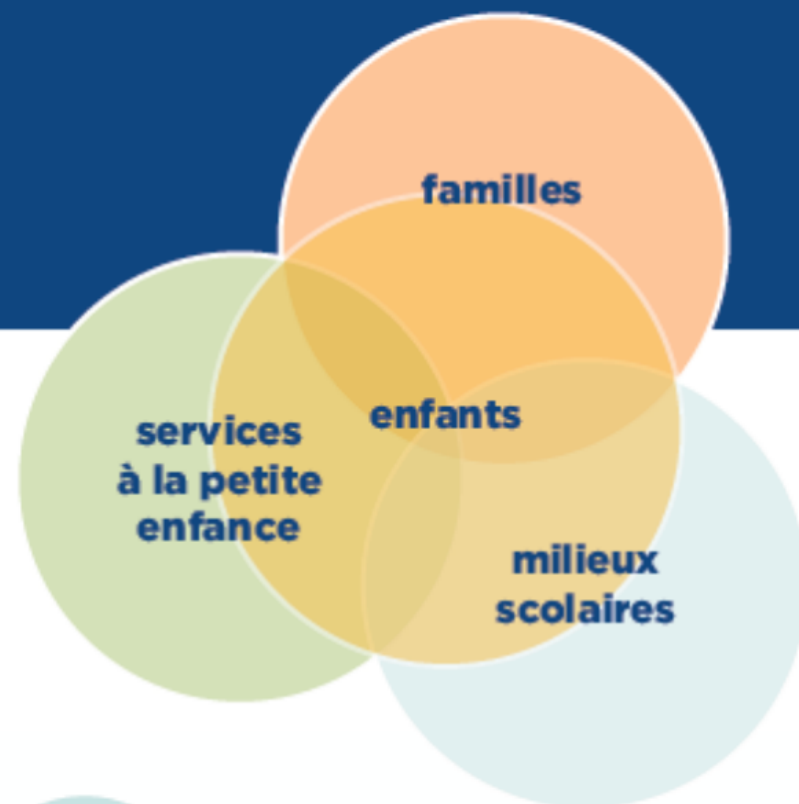 familles
enfants
services
à la petite
enfance
milieux
scolaires